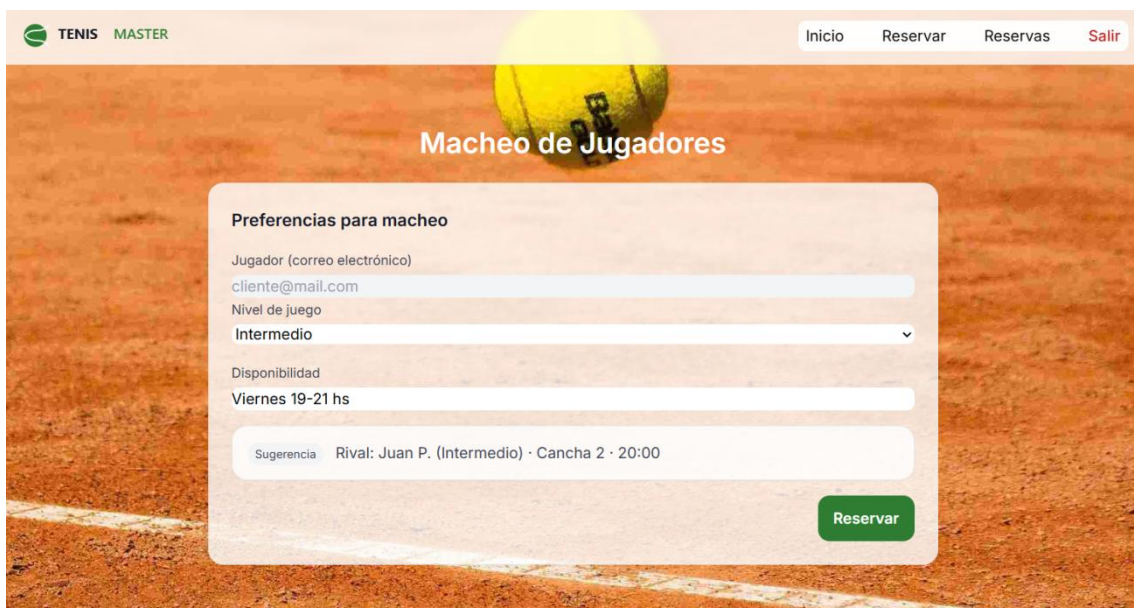 TENIS MASTER
Inicio Reservar Reservas Salir
Macheo de Jugadores
Preferencias para macheo
Jugador (correo electrónico)
cliente@mail.com
Nivel de juego
Intermedio
Disponibilidad
Viernes 19-21 hs
Sugerencia Rival: Juan P. (Intermedio) · Cancha 2 · 20:00
Reservar